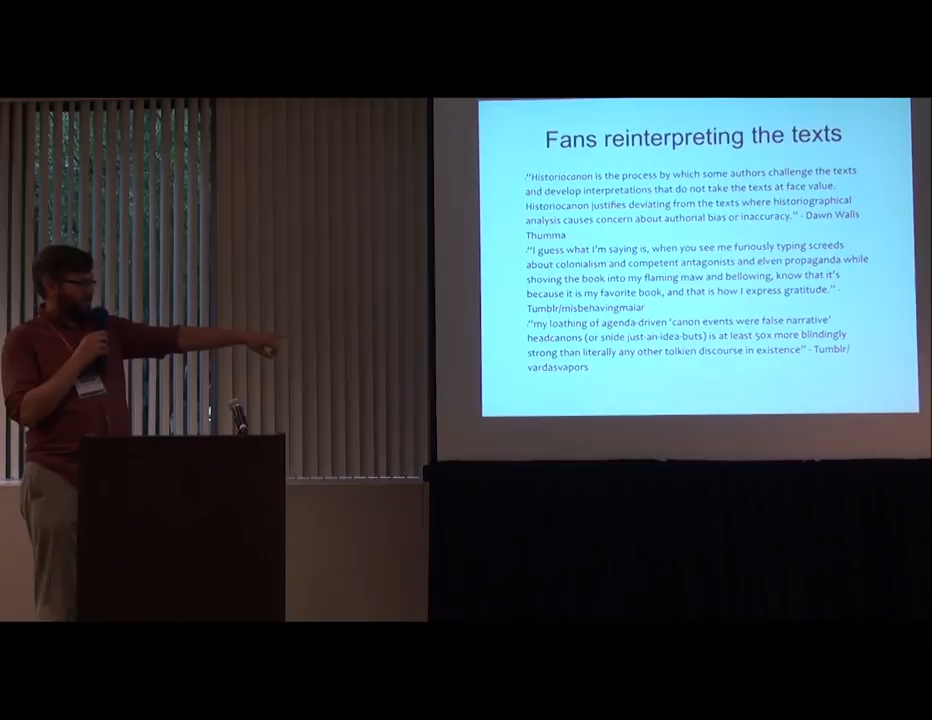 Fans reinterpreting the texts
."Historiocanon is the process by which some authors challenge the texts
and develop interpretations that do not take the texts at face value.
Historiocanon justifies deviating from the texts where historiographical
analysis causes concern about authorial bias or inaccuracy." - Dawn Walls
Thumma
."I guess what I'm saying is, when you see me furiously typing screeds
about colonialism and competent antagonists and elven propaganda while
shoving the book into my flaming maw and bellowing, know that it's
because it is my favorite book, and that is how I express gratitude." -
Tumblr/misbehavingmaiar
."my loathing of agenda-driven 'canon events were false narrative'
headcanons (or snide just-an-idea-buts) is at least 50x more blindingly
strong than literally any other tolkien discourse in existence" - Tumblr/
vardasvapors